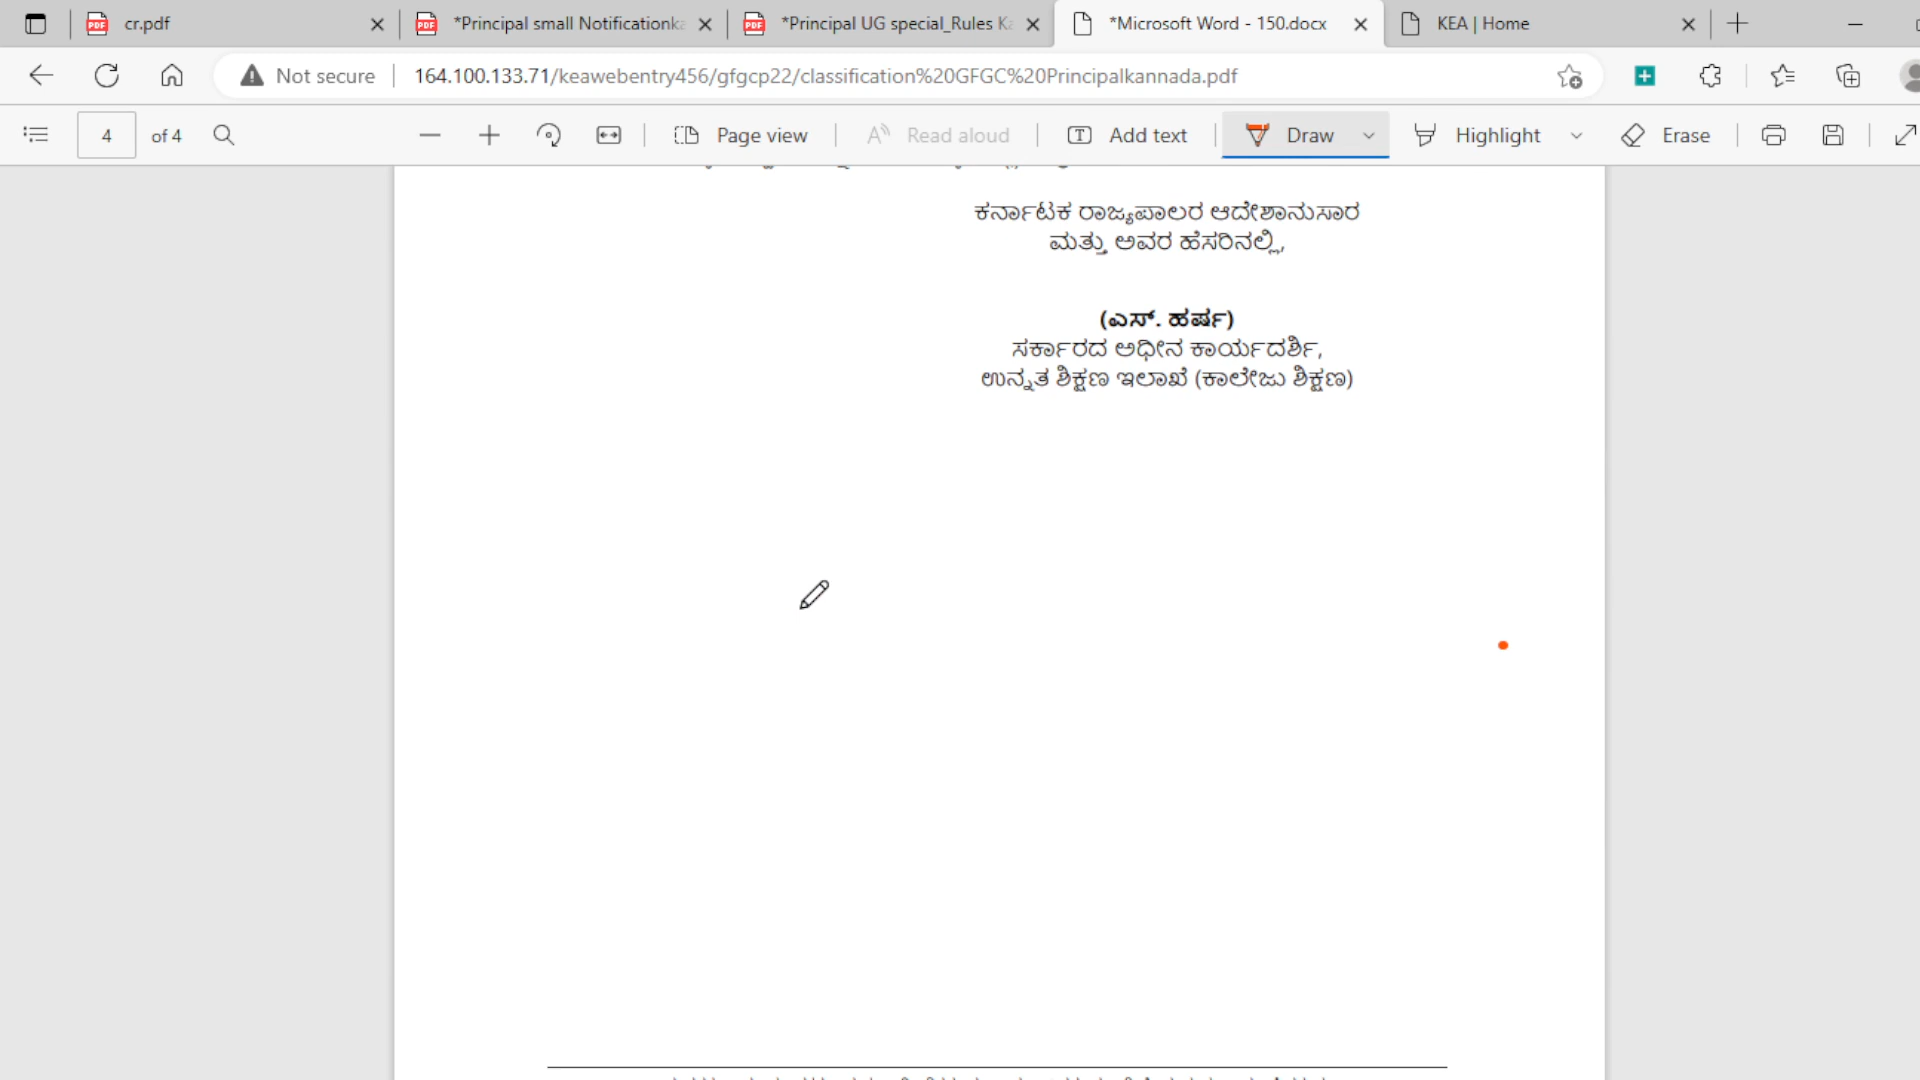 cr.pdf
*Principal small Notificationka
*Principal UG special_Rules Ka
*Microsoft Word - 150.docx
KEA | Home
Not secure
164.100.133.71/keawebentry456/gfgcp22/classification%20GFGC%20Principalkannada.pdf
4 of 4
Page view
Read aloud
Add text
Draw
Highlight
Erase
ಕರ್ನಾಟಕ ರಾಜ್ಯಪಾಲರ ಆದೇಶಾನುಸಾರ
ಮತ್ತು ಅವರ ಹೆಸರಿನಲ್ಲಿ,
(ಎಸ್. ಹರ್ಷ)
ಸರ್ಕಾರದ ಅಧೀನ ಕಾರ್ಯದರ್ಶಿ,
ಉನ್ನತ ಶಿಕ್ಷಣ ಇಲಾಖೆ (ಕಾಲೇಜು ಶಿಕ್ಷಣ)